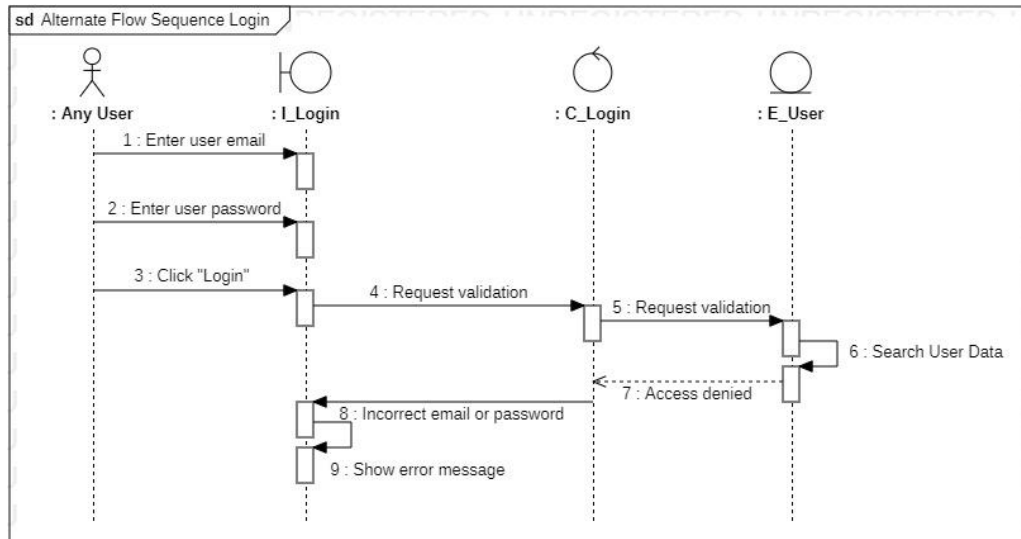 sd Alternate Flow Sequence Login
: Any User
: I_Login
: C_Login
: E_User
1 : Enter user email
2 : Enter user password
3 : Click "Login"
4 : Request validation
5 : Request validation
6 : Search User Data
7 : Access denied
8 : Incorrect email or password
9 : Show error message